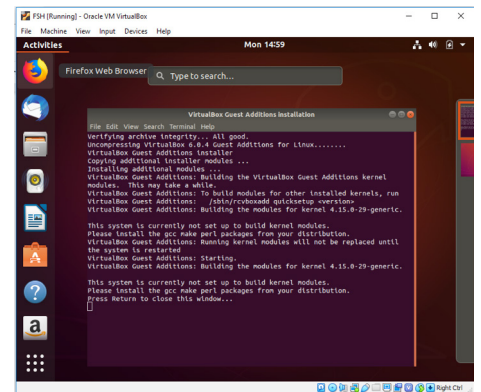 FSH [Running] - Oracle VM VirtualBox
File Machine View Input Devices Help
Activities
Mon 14:59
Firefox Web Browser
Type to search...
VirtualBox Guest Additions installation
File Edit View Search Terminal Help
Verifying archive integrity... All good.
Uncompressing VirtualBox 6.0.4 Guest Additions for Linux........
VirtualBox Guest Additions installer
Copying additional installer modules ...
Installing additional modules ...
VirtualBox Guest Additions: Building the VirtualBox Guest Additions kernel
modules. This may take a while.
VirtualBox Guest Additions: To build modules for other installed kernels, run
VirtualBox Guest Additions: /sbin/rcvboxadd quicksetup <version>
VirtualBox Guest Additions: Building the modules for kernel 4.15.0-29-generic.
This system is currently not set up to build kernel modules.
Please install the gcc make perl packages from your distribution.
VirtualBox Guest Additions: Running kernel modules will not be replaced until
the system is restarted
VirtualBox Guest Additions: Starting.
VirtualBox Guest Additions: Building the modules for kernel 4.15.0-29-generic.
This system is currently not set up to build kernel modules.
Please install the gcc make perl packages from your distribution.
Press Return to close this window...
a
Right Ctrl